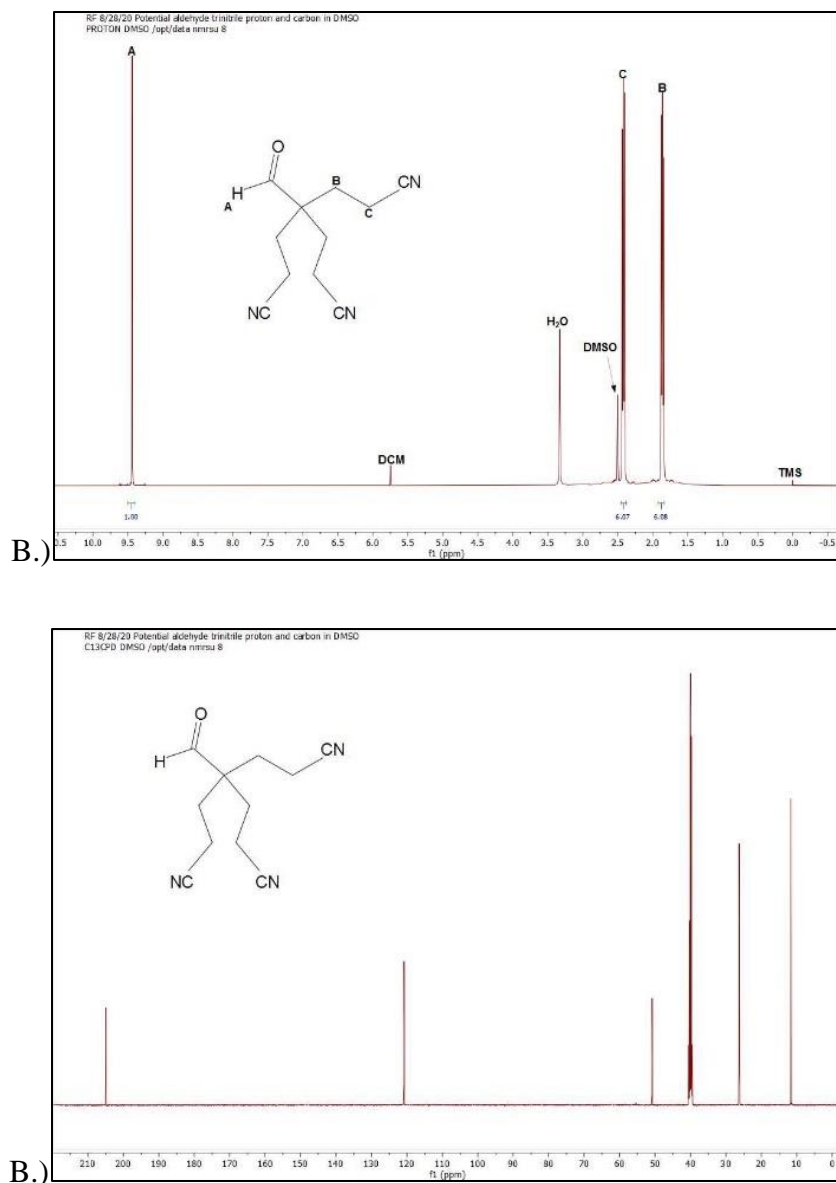 RF 8/28/20 Potential aldehyde trinitrile proton and carbon in DMSO
PROTON DMSO /opt/data nmrsu 8
A
C
B
O
B
CN
H
A
C
NC
CN
H₂O
DMSO
DCM
TMS
1.00
6.07
6.08
0.5 10.0 9.5 9.0 8.5 8.0 7.5 7.0 6.5 6.0 5.5 5.0 4.5 4.0 3.5 3.0 2.5 2.0 1.5 1.0 0.5 0.0 -0.5
f1 (ppm)
B.)
RF 8/28/20 Potential aldehyde trinitrile proton and carbon in DMSO
C13CPD DMSO /opt/data nmrsu 8
O
H
CN
NC
CN
210 200 190 180 170 160 150 140 130 120 110 100 90 80 70 60 50 40 30 20 10 0
f1 (ppm)
B.)